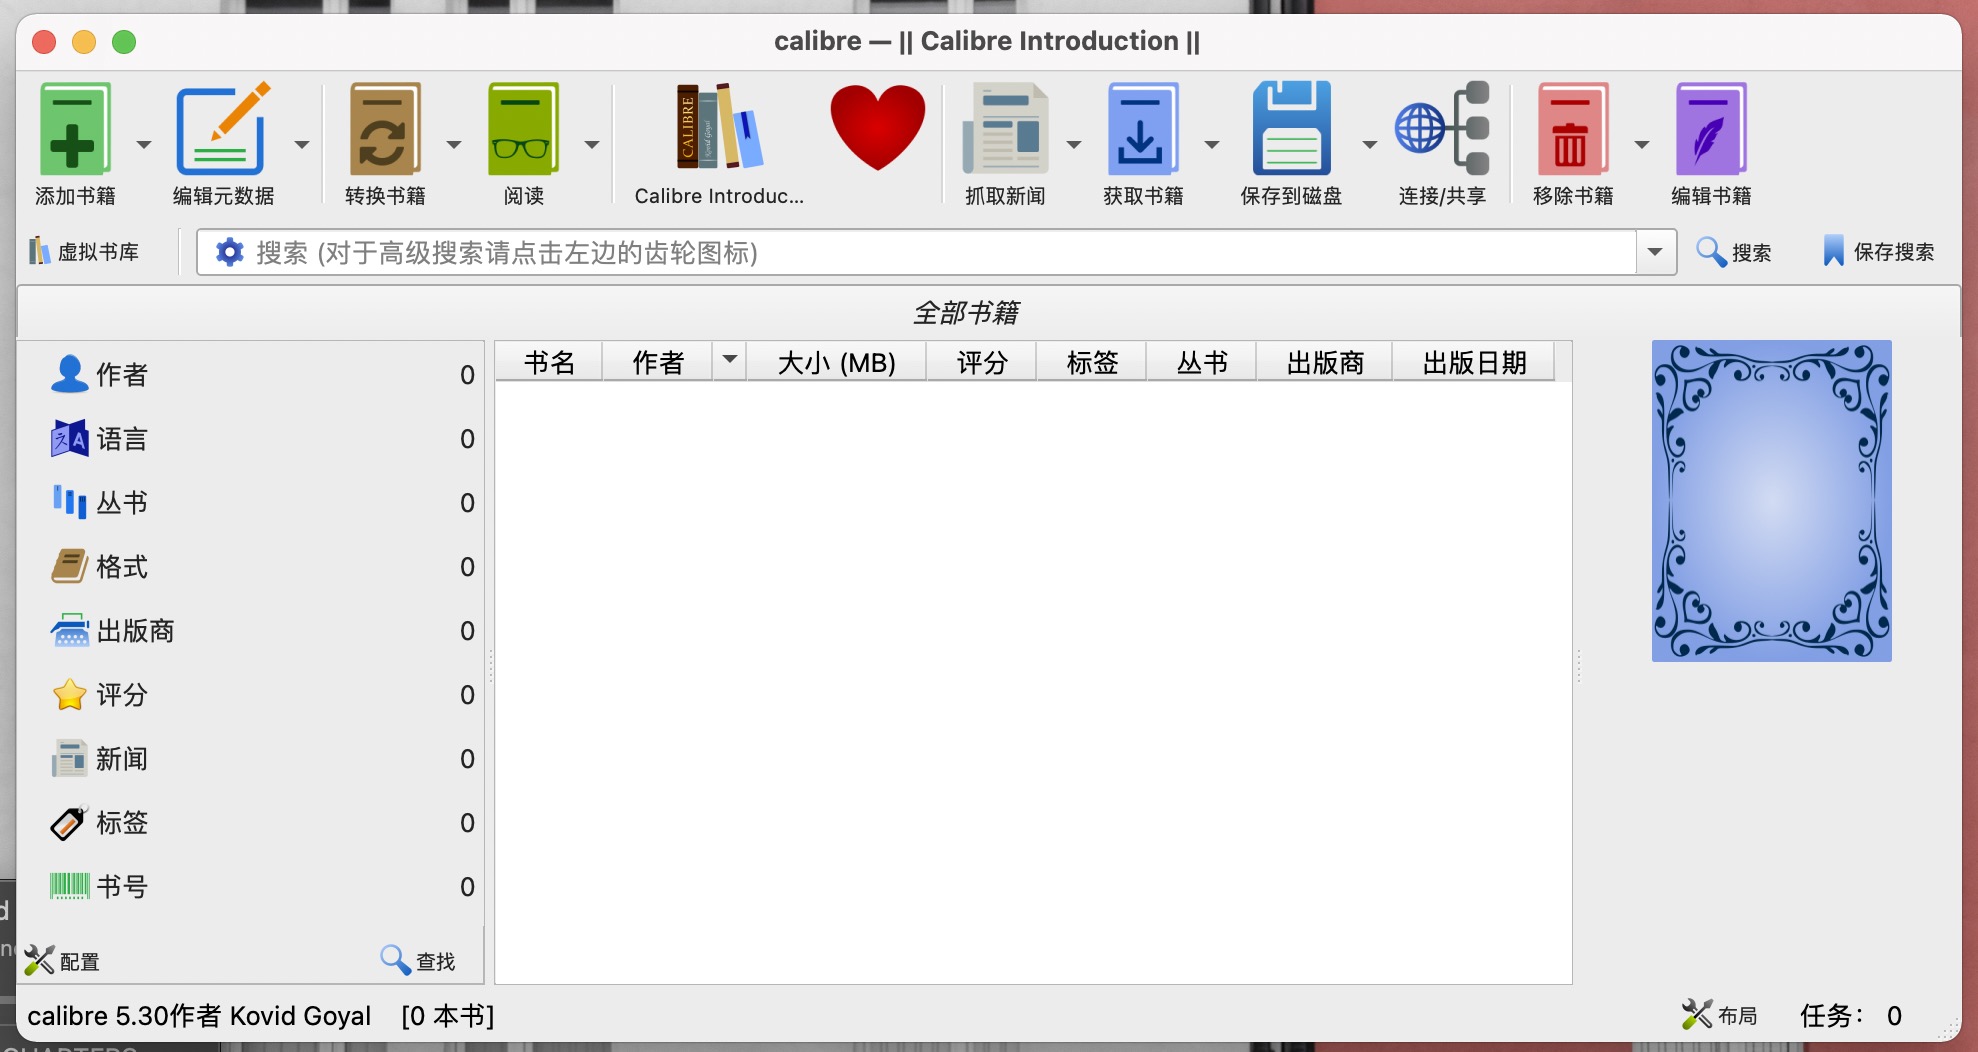 calibre — || Calibre Introduction ||
添加书籍
编辑元数据
转换书籍
阅读
CALIBRE
Kovid Goyal
Calibre Introduc...
抓取新闻
获取书籍
保存到磁盘
连接/共享
移除书籍
编辑书籍
虚拟书库
搜索 (对于高级搜索请点击左边的齿轮图标)
搜索
保存搜索
全部书籍
作者 0
语言 0
丛书 0
格式 0
出版商 0
评分 0
新闻 0
标签 0
书号 0
配置
查找
书名 作者 大小 (MB) 评分 标签 丛书 出版商 出版日期
calibre 5.30作者 Kovid Goyal [0 本书]
布局
任务： 0